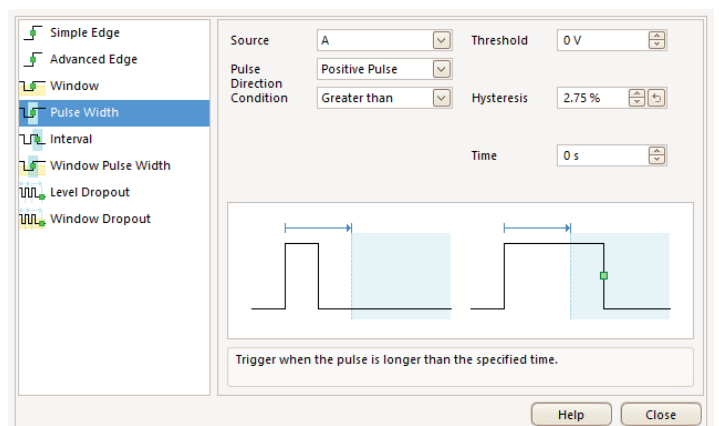 Simple Edge
Advanced Edge
Window
Pulse Width
Interval
Window Pulse Width
Level Dropout
Window Dropout
Source A Threshold 0 V
Pulse Direction Positive Pulse
Condition Greater than Hysteresis 2.75 %
Time 0 s
Trigger when the pulse is longer than the specified time.
Help Close